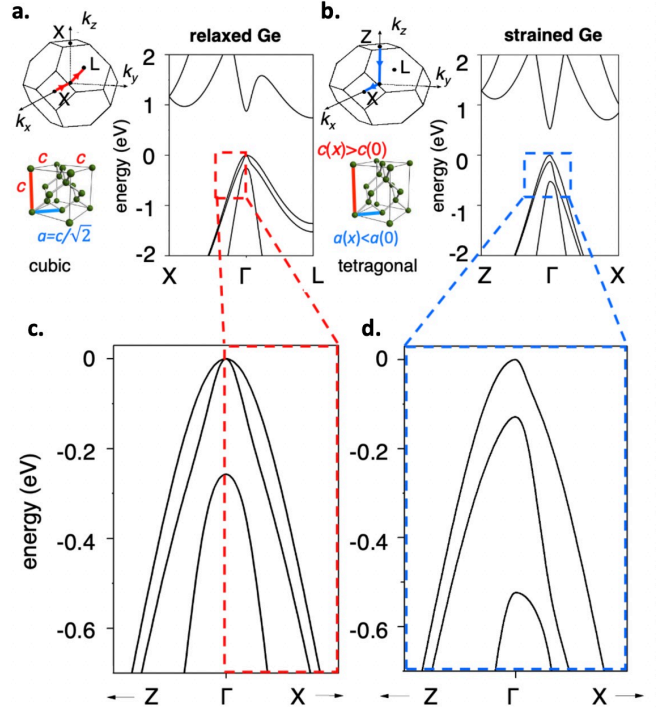 a.
k_z
X
L
k_y
X
k_x
relaxed Ge
b.
k_z
Z
L
k_y
X
k_x
strained Ge
c
c
c
a=c/√2
cubic
energy (eV)
2
1
0
-1
-2
X
Γ
L
c(x)>c(0)
a(x)<a(0)
tetragonal
energy (eV)
2
1
0
-1
-2
Z
Γ
X
c.
energy (eV)
0
-0.2
-0.4
-0.6
← Z Γ X →
d.
0
-0.2
-0.4
-0.6
← Z Γ X →